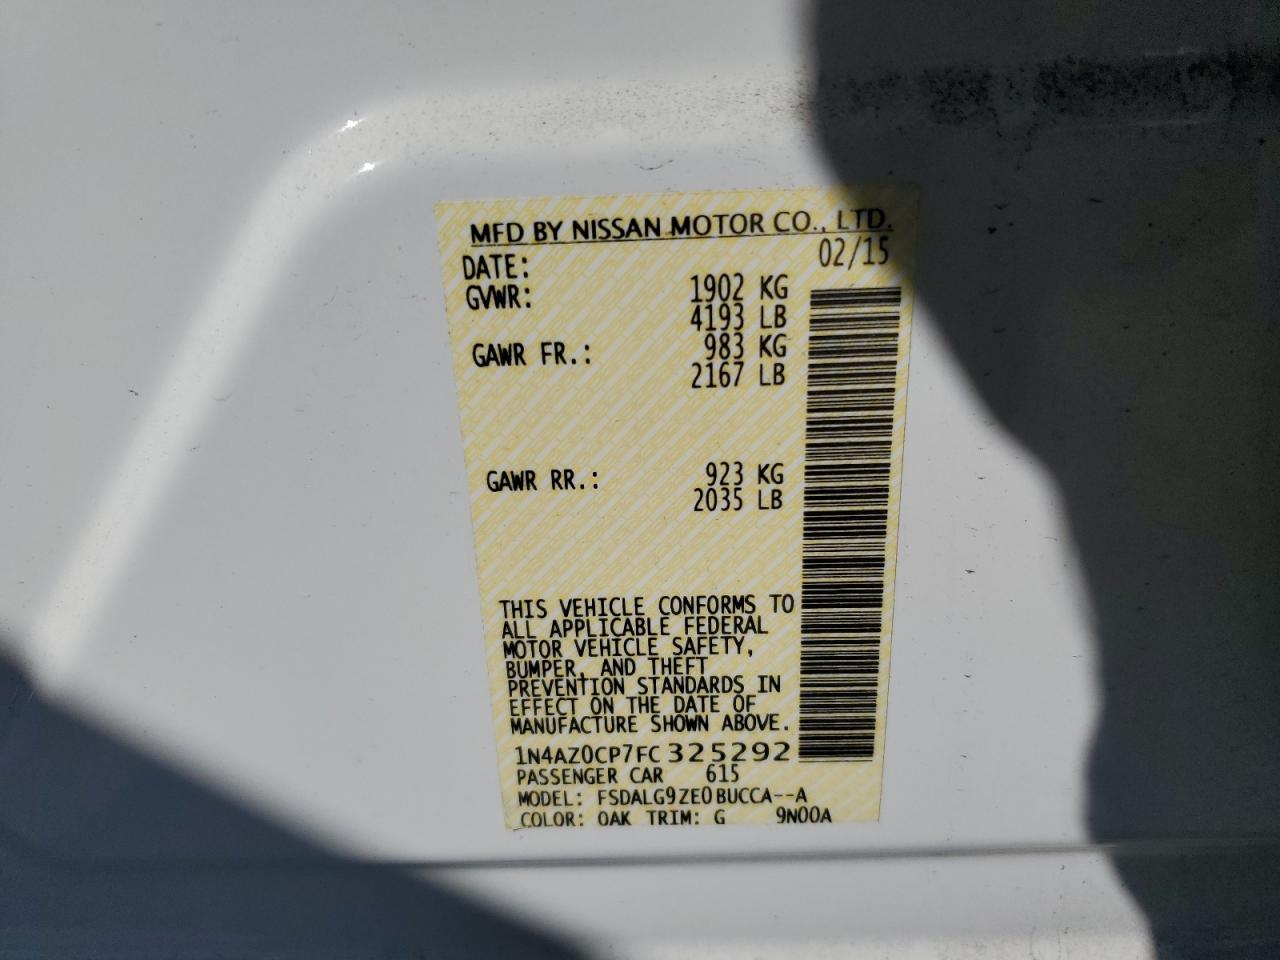 MFD BY NISSAN MOTOR CO., LTD.
DATE: 02/15
GVWR: 1902 KG
4193 LB
GAWR FR.: 983 KG
2167 LB
GAWR RR.: 923 KG
2035 LB
THIS VEHICLE CONFORMS TO
ALL APPLICABLE FEDERAL
MOTOR VEHICLE SAFETY,
BUMPER, AND THEFT
PREVENTION STANDARDS IN
EFFECT ON THE DATE OF
MANUFACTURE SHOWN ABOVE.
1N4AZ0CP7FC325292
PASSENGER CAR 615
MODEL: FSDALG9ZE0BUCCA--A
COLOR: QAK TRIM: G 9N00A